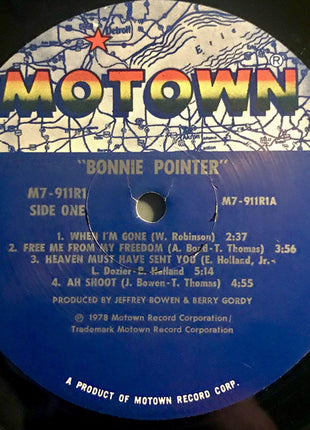 Detroit
Erie
MOTOWN®
"BONNIE POINTER"
M7-911R1
SIDE ONE
M7-911R1A
1. WHEN I'M GONE (W. Robinson) 2:37
2. FREE ME FROM MY FREEDOM (A. Bord-T. Thomas) 3:56
3. HEAVEN MUST HAVE SENT YOU (E. Holland, Jr.-
L. Dozier-B. Holland 5:14
4. AH SHOOT (J. Bowen-T. Thomas) 4:55
PRODUCED BY JEFFREY BOWEN & BERRY GORDY
℗ 1978 Motown Record Corporation/
Trademark Motown Record Corporation
A PRODUCT OF MOTOWN RECORD CORP.